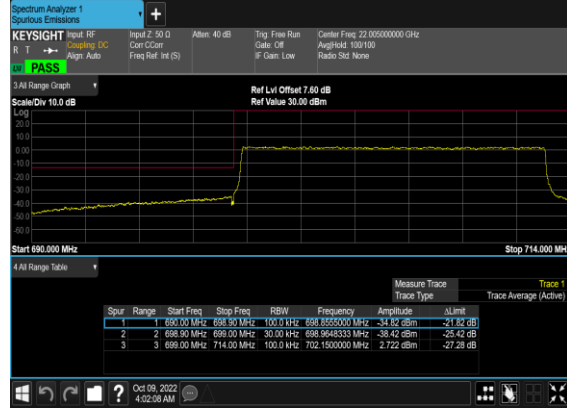 Spectrum Analyzer 1
Spurious Emissions
+
KEYSIGHT
R T
Input: RF
Coupling: DC
Align: Auto
Input Z: 50 Ω
Corr CCorr
Freq Ref: Int (S)
Atten: 40 dB
Trig: Free Run
Gate: Off
IF Gain: Low
Center Freq: 22.005000000 GHz
Avg|Hold: 100/100
Radio Std: None
PASS
3 All Range Graph
Ref Lvl Offset 7.60 dB
Scale/Div 10.0 dB
Ref Value 30.00 dBm
Log
20.0
10.0
0.00
-10.0
-20.0
-30.0
-40.0
-50.0
-60.0
Start 690.000 MHz
Stop 714.000 MH
4 All Range Table
Measure Trace Trace 1
Trace Type Trace Average (Active)
Spur Range Start Freq Stop Freq RBW Frequency Amplitude ΔLimit
1 1 690.00 MHz 698.90 MHz 100.0 kHz 698.8555000 MHz -34.82 dBm -21.82 dB
2 2 698.90 MHz 699.00 MHz 30.00 kHz 698.9648333 MHz -38.42 dBm -25.42 dB
3 3 699.00 MHz 714.00 MHz 100.0 kHz 702.1500000 MHz 2.722 dBm -27.28 dB
?
Oct 09, 2022
4:02:08 AM